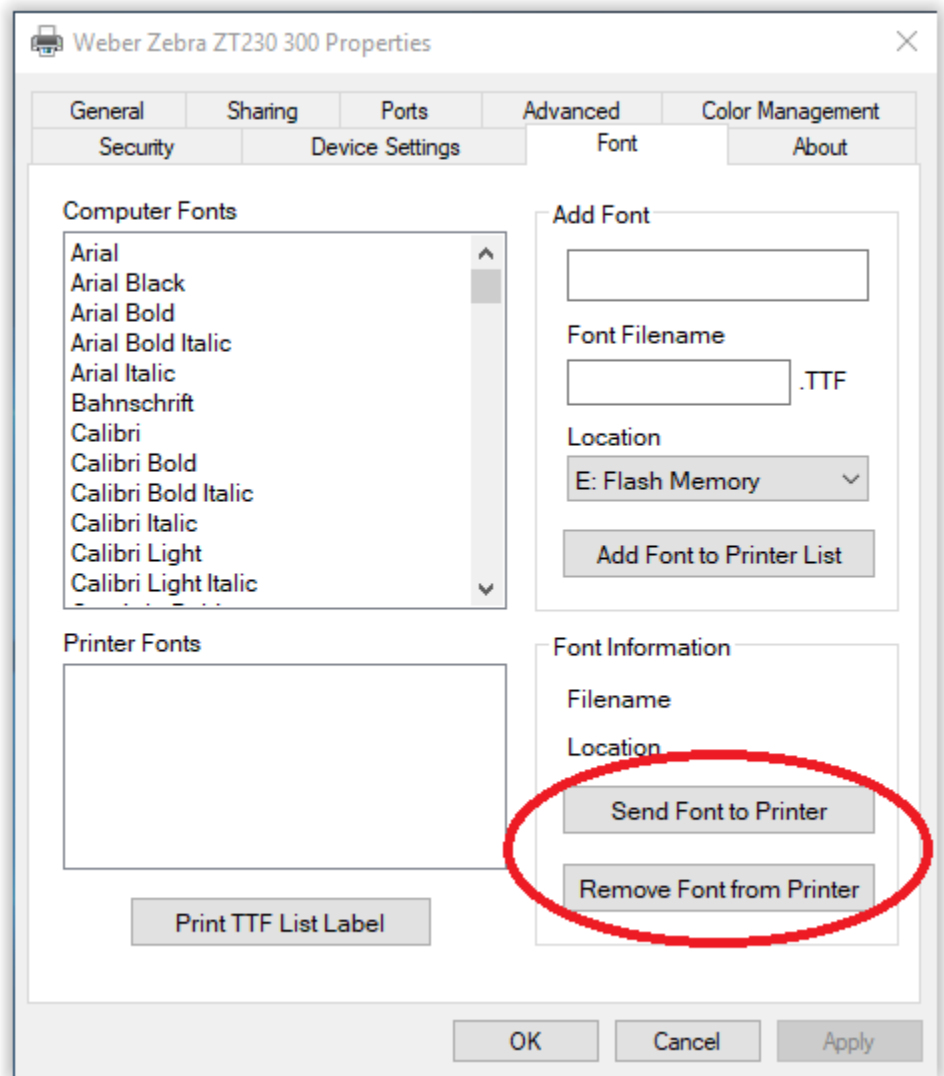 Weber Zebra ZT230 300 Properties
General Sharing Ports Advanced Color Management
Security Device Settings Font About
Computer Fonts
Arial
Arial Black
Arial Bold
Arial Bold Italic
Arial Italic
Bahnschrift
Calibri
Calibri Bold
Calibri Bold Italic
Calibri Italic
Calibri Light
Calibri Light Italic
Add Font
Font Filename
.TTF
Location
E: Flash Memory
Add Font to Printer List
Printer Fonts
Print TTF List Label
Font Information
Filename
Location
Send Font to Printer
Remove Font from Printer
OK Cancel Apply